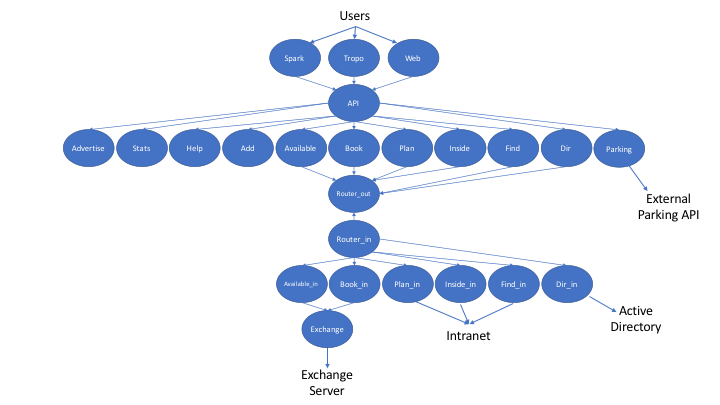 Users
Spark
Tropo
Web
API
Advertise
Stats
Help
Add
Available
Book
Plan
Inside
Find
Dir
Parking
Router_out
External
Parking API
Router_in
Available_in
Book_in
Plan_in
Inside_in
Find_in
Dir_in
Active
Directory
Exchange
Intranet
Exchange
Server